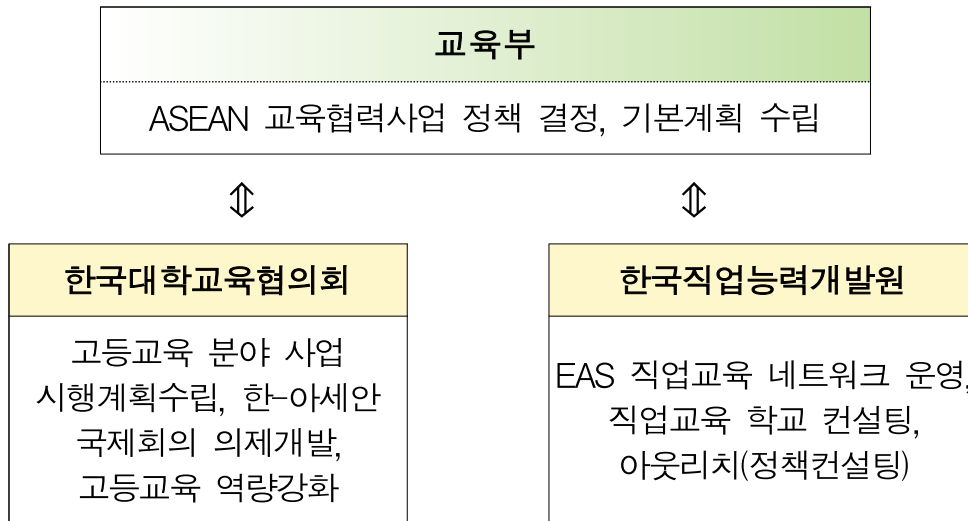 교육부
ASEAN 교육협력사업 정책 결정, 기본계획 수립
⇕ ⇕
한국대학교육협의회
고등교육 분야 사업
시행계획수립, 한-아세안
국제회의 의제개발,
고등교육 역량강화
한국직업능력개발원
EAS 직업교육 네트워크 운영,
직업교육 학교 컨설팅,
아웃리치(정책컨설팅)